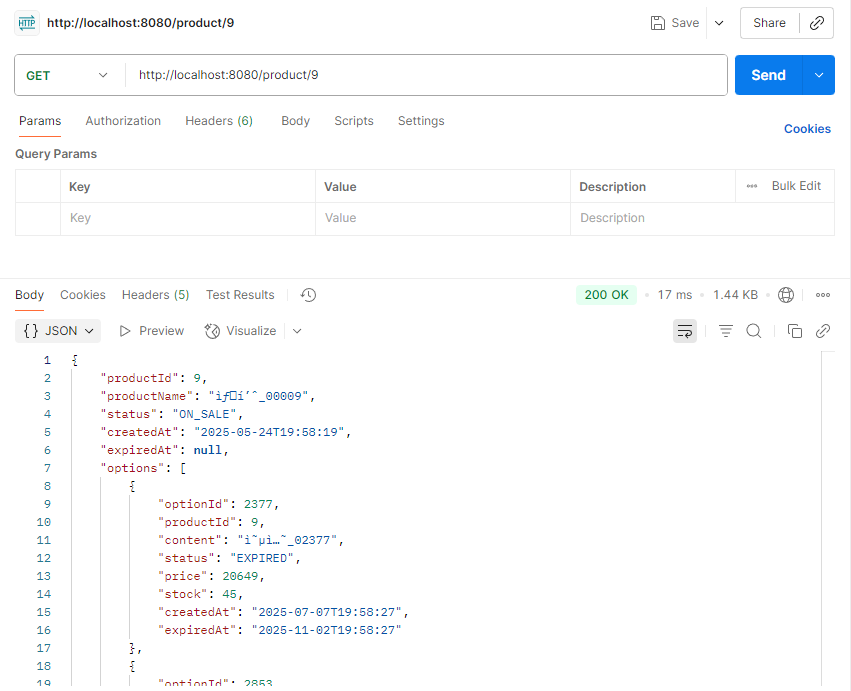 HTTP http://localhost:8080/product/9 Save Share
GET http://localhost:8080/product/9 Send
Params Authorization Headers (6) Body Scripts Settings Cookies
Query Params
Key Value Description ••• Bulk Edit
Key Value Description
Body Cookies Headers (5) Test Results 200 OK • 17 ms • 1.44 KB • •••
{} JSON Preview Visualize
1 {
2 "productId": 9,
3 "productName": "ìƒ\u0081í’ˆ_00009",
4 "status": "ON_SALE",
5 "createdAt": "2025-05-24T19:58:19",
6 "expiredAt": null,
7 "options": [
8 {
9 "optionId": 2377,
10 "productId": 9,
11 "content": "ì˜µì…˜_02377",
12 "status": "EXPIRED",
13 "price": 20649,
14 "stock": 45,
15 "createdAt": "2025-07-07T19:58:27",
16 "expiredAt": "2025-11-02T19:58:27"
17 },
18 {
19 "optionId": 2853